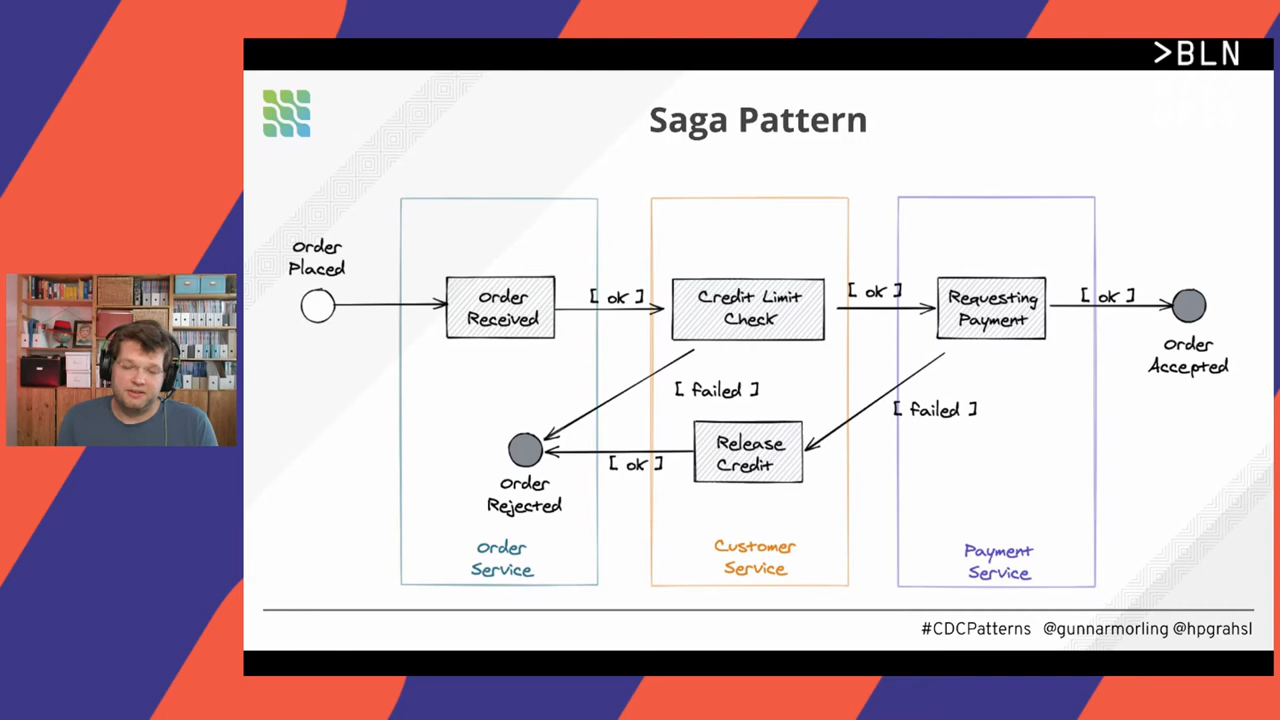 >BLN
Saga Pattern
Order
Placed
Order
Received
[ ok ]
Credit Limit
Check
[ ok ]
Requesting
Payment
[ ok ]
Order
Accepted
[ failed ]
[ failed ]
Release
Credit
[ ok ]
Order
Rejected
Order
Service
Customer
Service
Payment
Service
#CDCPatterns @gunnarmorling @hpgrahsl